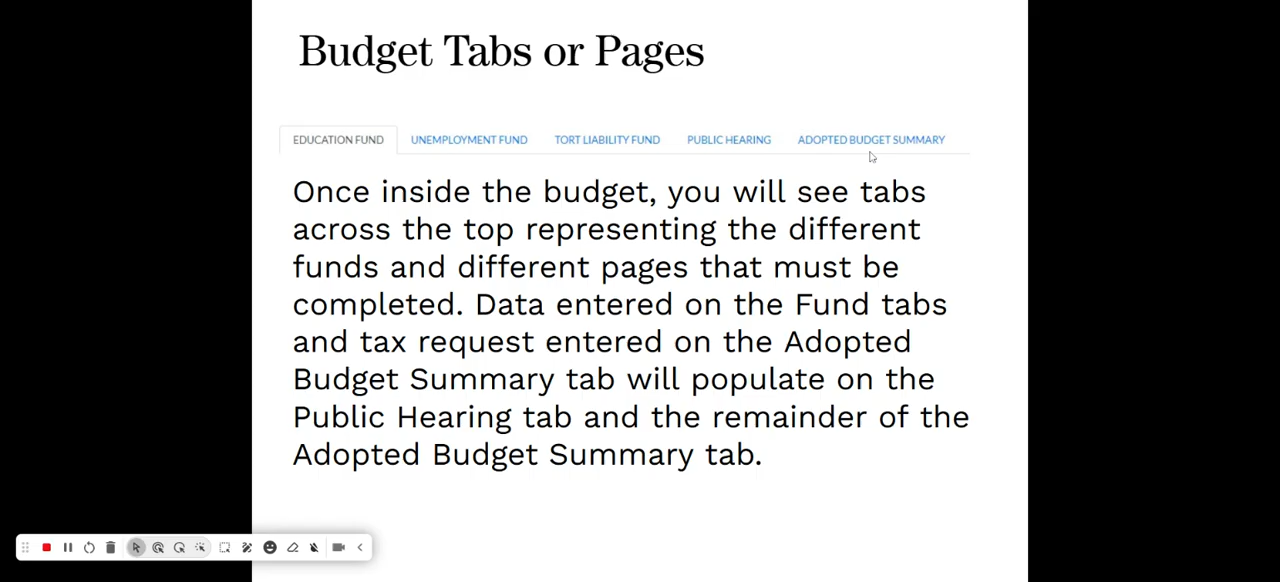 Budget Tabs or Pages
EDUCATION FUND UNEMPLOYMENT FUND TORT LIABILITY FUND PUBLIC HEARING ADOPTED BUDGET SUMMARY
Once inside the budget, you will see tabs
across the top representing the different
funds and different pages that must be
completed. Data entered on the Fund tabs
and tax request entered on the Adopted
Budget Summary tab will populate on the
Public Hearing tab and the remainder of the
Adopted Budget Summary tab.